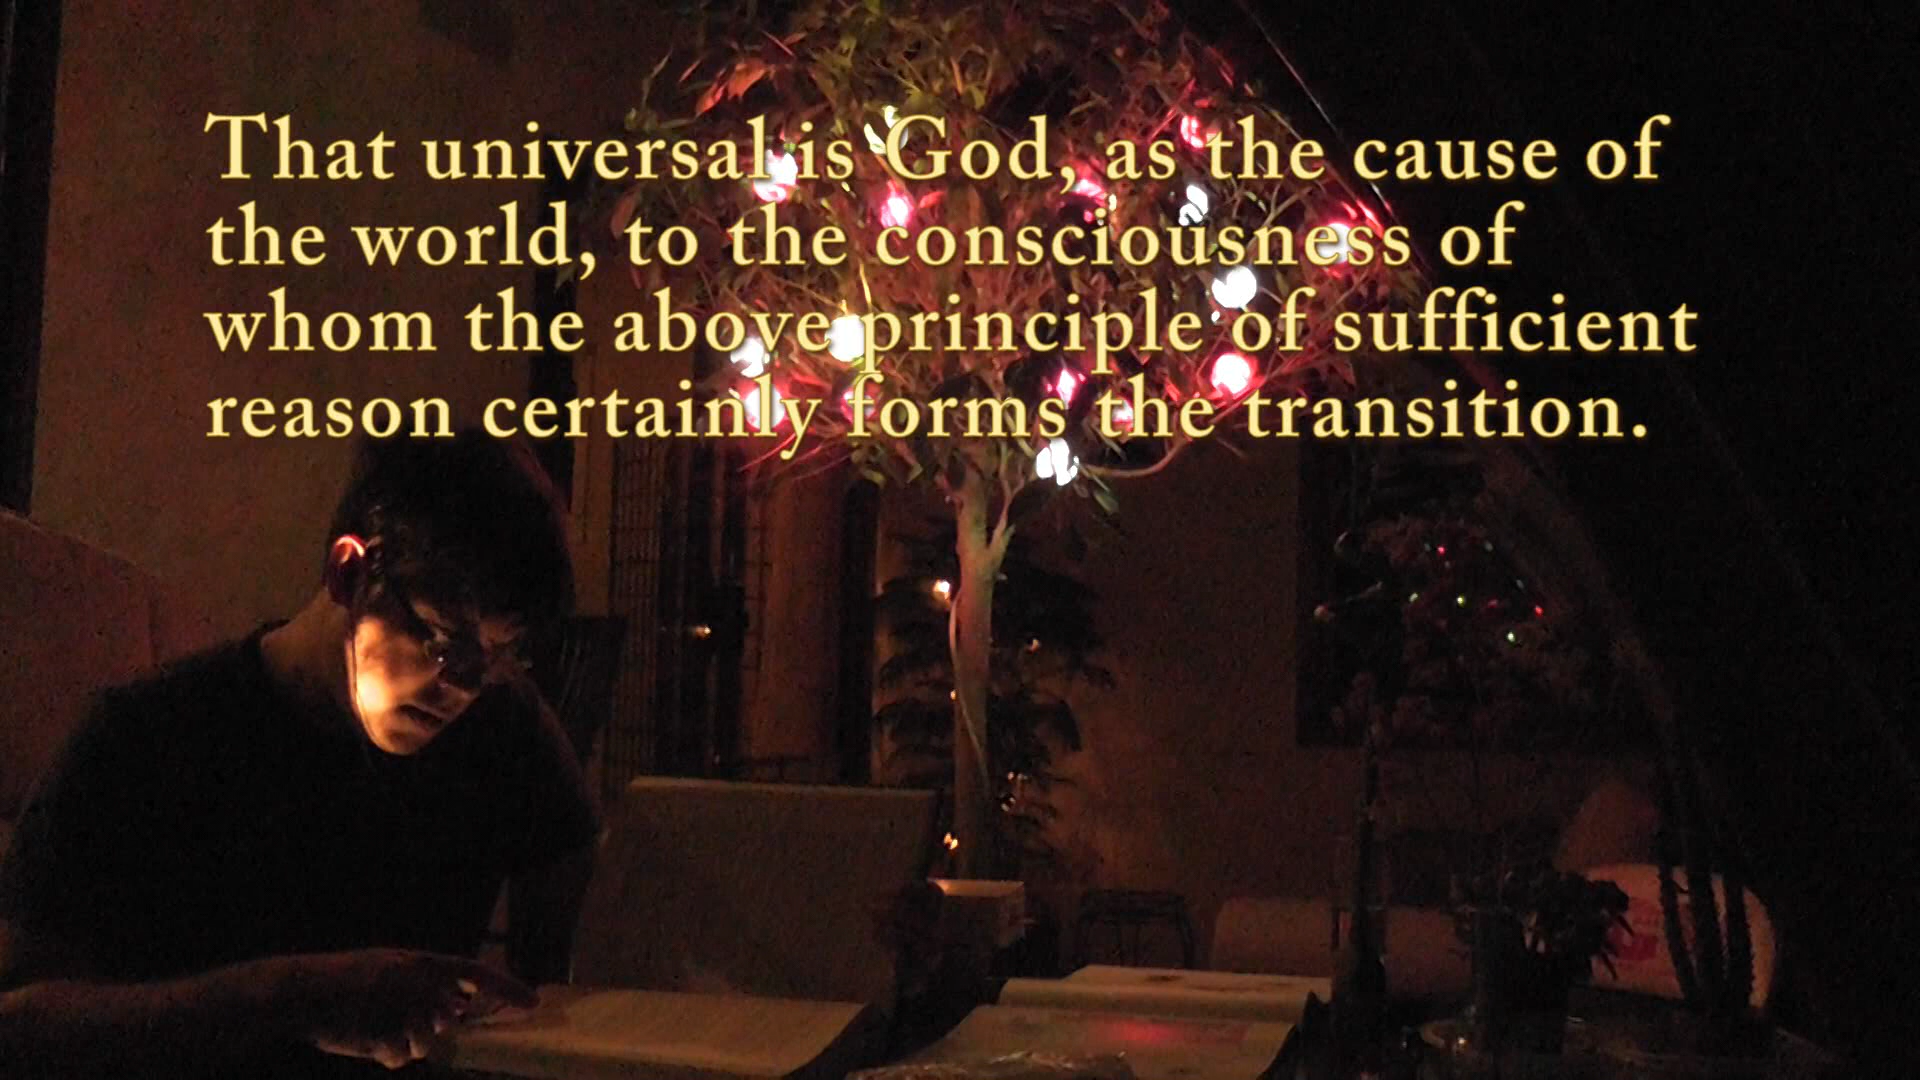 That universal is God, as the cause of
the world, to the consciousness of
whom the above principle of sufficient
reason certainly forms the transition.